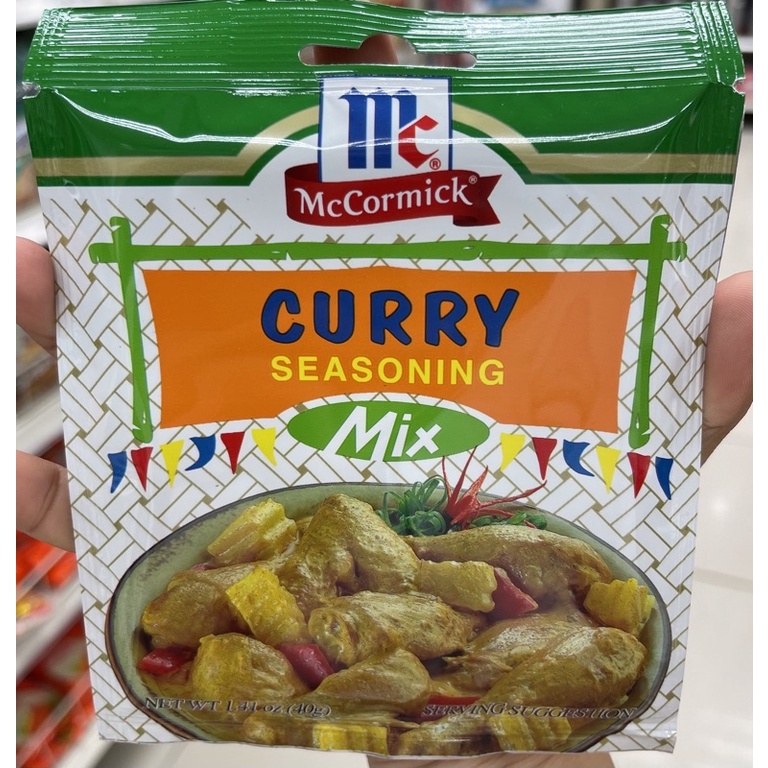 mc®
McCormick®
CURRY
SEASONING
Mix
NET WT 1.41 oz (40g)
SERVING SUGGESTION